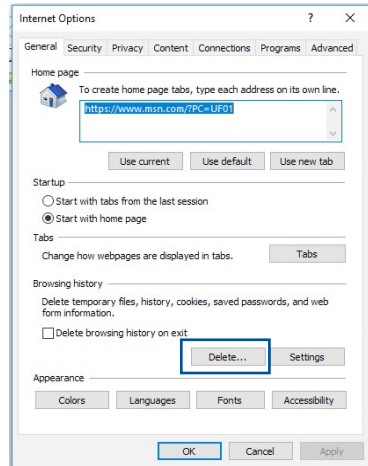 Internet Options ? X
General Security Privacy Content Connections Programs Advanced
Home page
To create home page tabs, type each address on its own line.
https://www.msn.com/?PC=UF01
Use current Use default Use new tab
Startup
Start with tabs from the last session
Start with home page
Tabs
Change how webpages are displayed in tabs. Tabs
Browsing history
Delete temporary files, history, cookies, saved passwords, and web
form information.
Delete browsing history on exit
Delete... Settings
Appearance
Colors Languages Fonts Accessibility
OK Cancel Apply